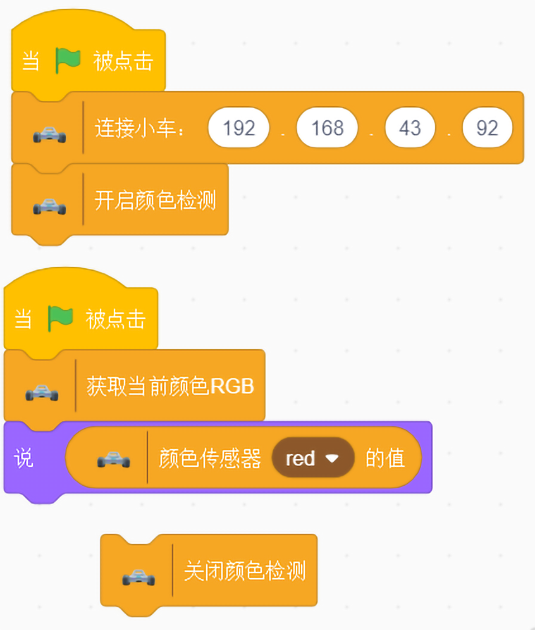 当 被点击
连接小车： 192 . 168 . 43 . 92
开启颜色检测
当 被点击
获取当前颜色RGB
说 颜色传感器 red 的值
关闭颜色检测